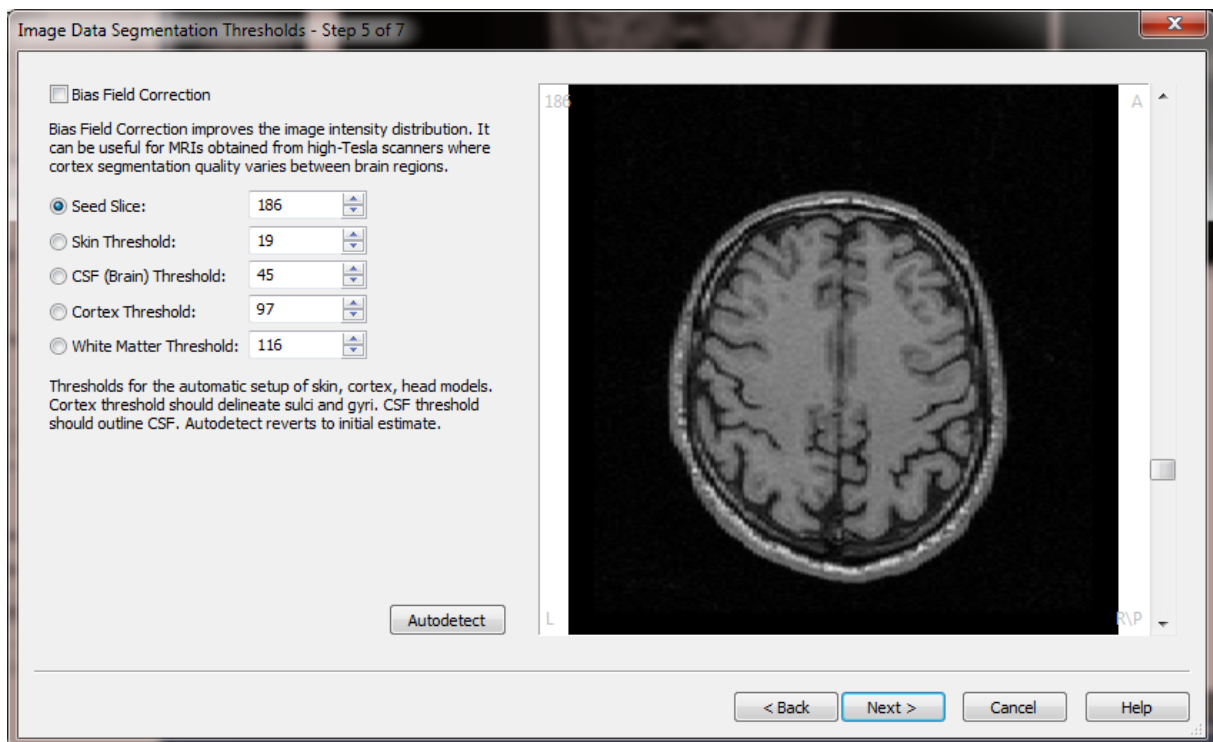 Image Data Segmentation Thresholds - Step 5 of 7
Bias Field Correction
Bias Field Correction improves the image intensity distribution. It
can be useful for MRIs obtained from high-Tesla scanners where
cortex segmentation quality varies between brain regions.
Seed Slice: 186
Skin Threshold: 19
CSF (Brain) Threshold: 45
Cortex Threshold: 97
White Matter Threshold: 116
Thresholds for the automatic setup of skin, cortex, head models.
Cortex threshold should delineate sulci and gyri. CSF threshold
should outline CSF. Autodetect reverts to initial estimate.
Autodetect
186
A
L
R\P
< Back
Next >
Cancel
Help